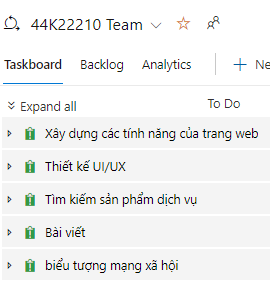 44K22210 Team
Taskboard Backlog Analytics + Ne
Expand all To Do
Xây dựng các tính năng của trang web
Thiết kế UI/UX
Tìm kiếm sản phẩm dịch vụ
Bài viết
biểu tượng mạng xã hội